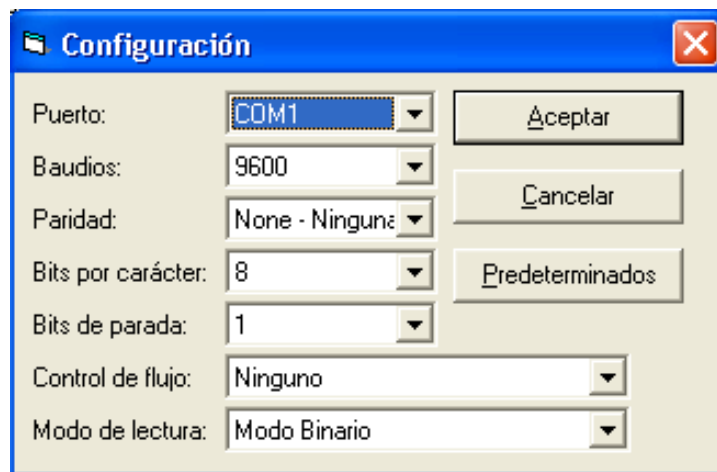 Configuración
Puerto: COM1 Aceptar
Baudios: 9600
Cancelar
Paridad: None - Ninguna
Bits por carácter: 8 Predeterminados
Bits de parada: 1
Control de flujo: Ninguno
Modo de lectura: Modo Binario